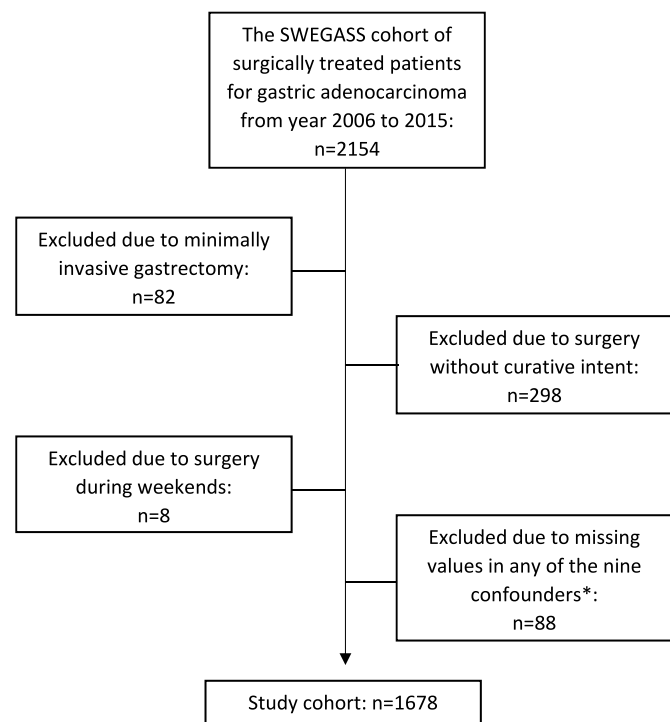 The SWEGASS cohort of
surgically treated patients
for gastric adenocarcinoma
from year 2006 to 2015:
n=2154
Excluded due to minimally
invasive gastrectomy:
n=82
Excluded due to surgery
without curative intent:
n=298
Excluded due to surgery
during weekends:
n=8
Excluded due to missing
values in any of the nine
confounders*:
n=88
Study cohort: n=1678